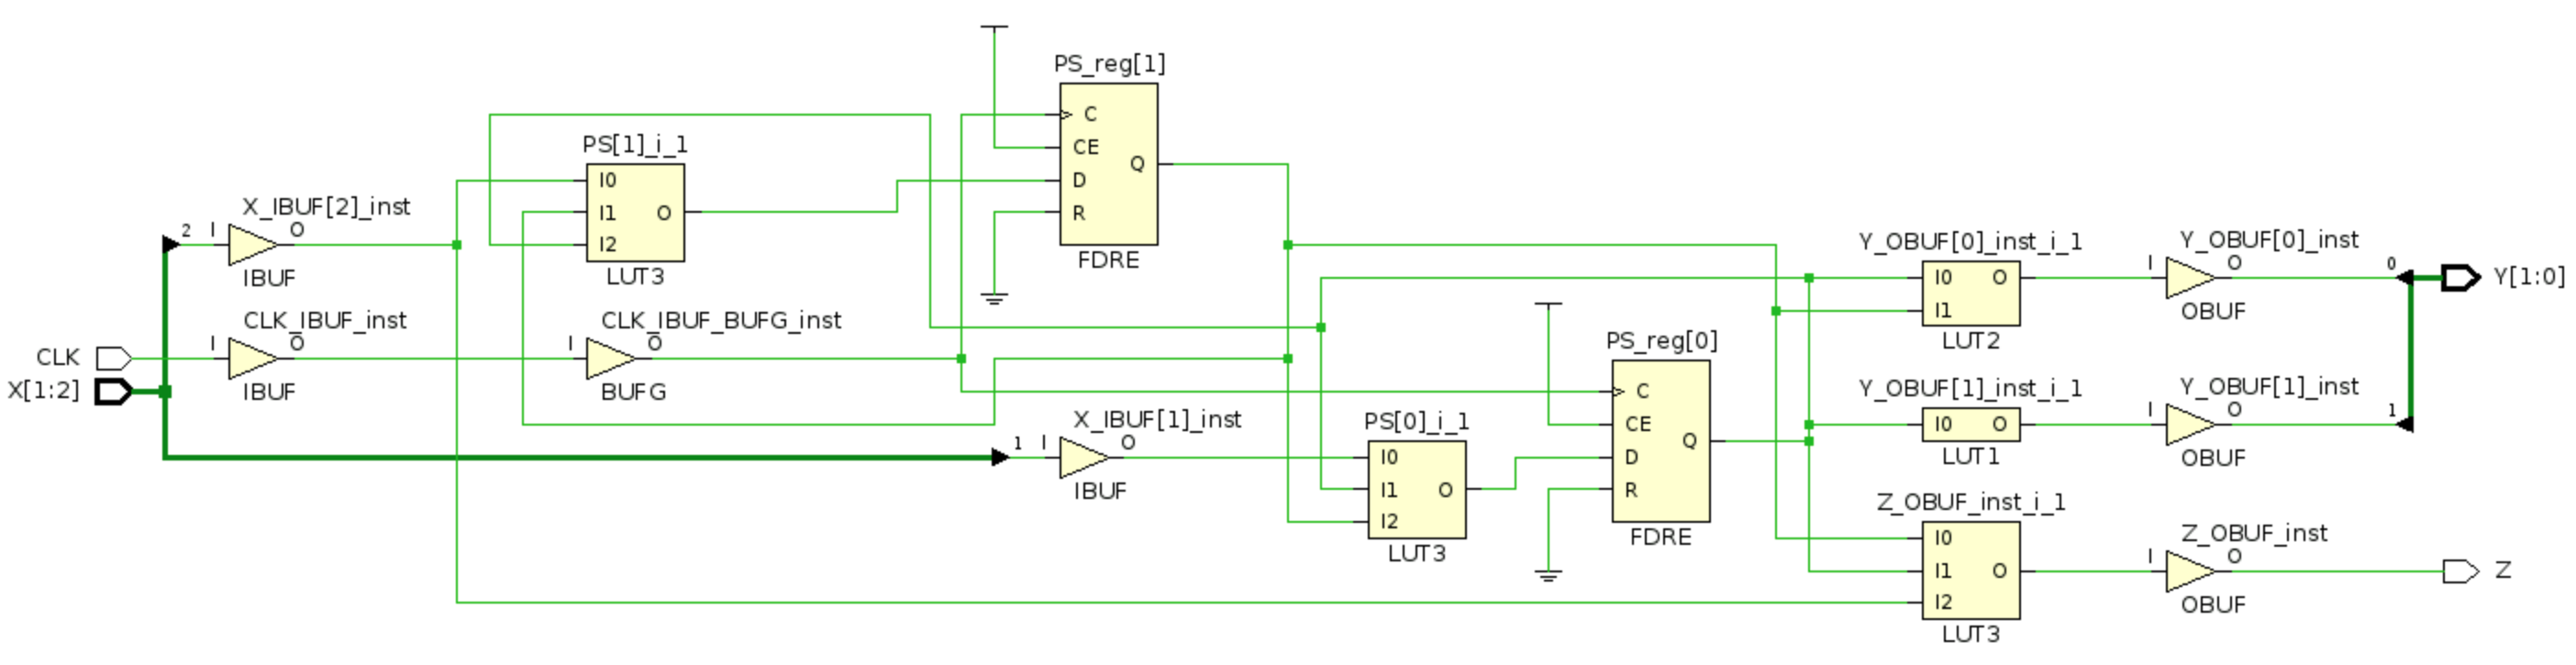 PS_reg[1]
C
CE
Q
D
R
FDRE
PS[1]_i_1
I0
I1
O
I2
LUT3
X_IBUF[2]_inst
2
I
O
IBUF
CLK_IBUF_inst
I
O
IBUF
CLK_IBUF_BUFG_inst
I
O
BUFG
CLK
X[1:2]
X_IBUF[1]_inst
1
I
O
IBUF
PS[0]_i_1
I0
I1
O
I2
LUT3
PS_reg[0]
C
CE
Q
D
R
FDRE
Y_OBUF[0]_inst_i_1
I0
O
I1
LUT2
Y_OBUF[0]_inst
I
O
OBUF
0
Y[1:0]
Y_OBUF[1]_inst_i_1
I0
O
LUT1
Y_OBUF[1]_inst
I
O
OBUF
1
Z_OBUF_inst_i_1
I0
I1
O
I2
LUT3
Z_OBUF_inst
I
O
OBUF
Z